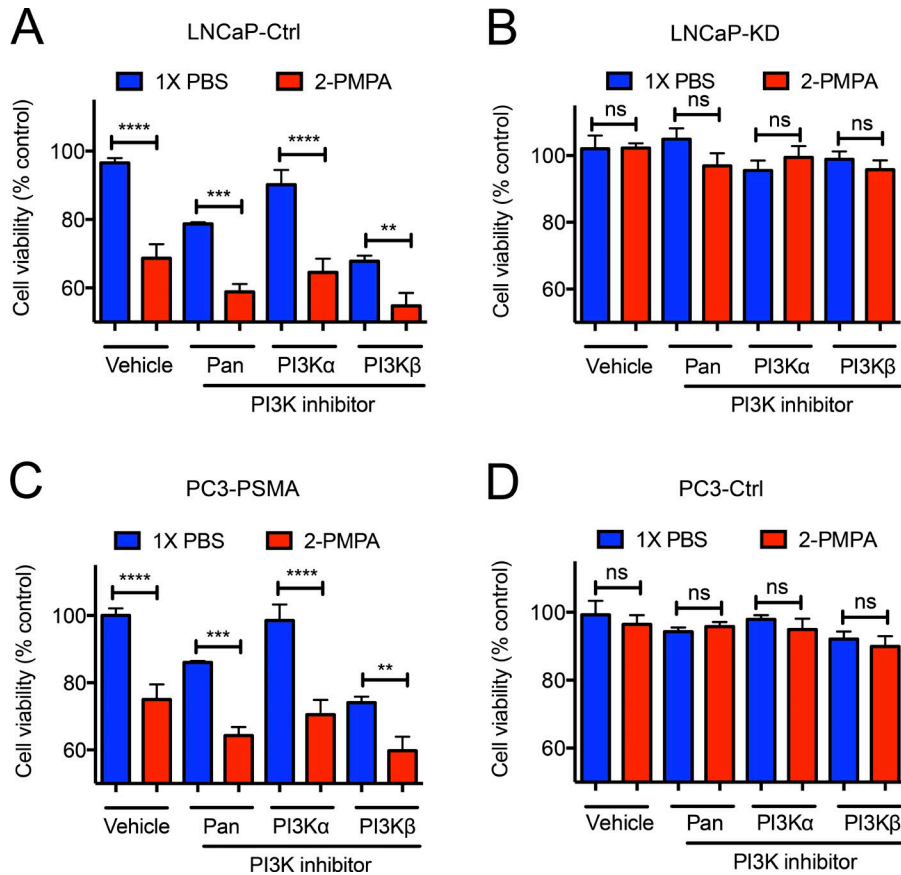 A
LNCaP-Ctrl
1X PBS 2-PMPA
Cell viability (% control)
100
80
60
**** *** **** **
Vehicle Pan PI3Kα PI3Kβ
PI3K inhibitor
B
LNCaP-KD
1X PBS 2-PMPA
Cell viability (% control)
100
80
60
ns ns ns ns
Vehicle Pan PI3Kα PI3Kβ
PI3K inhibitor
C
PC3-PSMA
1X PBS 2-PMPA
Cell viability (% control)
100
80
60
**** *** **** **
Vehicle Pan PI3Kα PI3Kβ
PI3K inhibitor
D
PC3-Ctrl
1X PBS 2-PMPA
Cell viability (% control)
100
80
60
ns ns ns ns
Vehicle Pan PI3Kα PI3Kβ
PI3K inhibitor